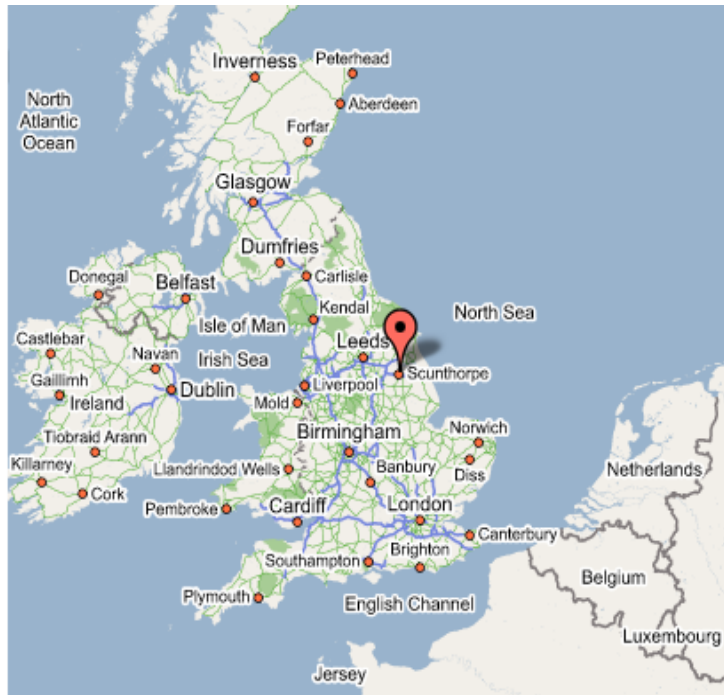 Peterhead
Inverness
North
Atlantic
Ocean
Aberdeen
Forfar
Glasgow
Dumfries
Carlisle
Donegal
Belfast
Kendal
Isle of Man
North Sea
Castlebar
Leeds
Navan
Irish Sea
Scunthorpe
Gaillimh
Liverpool
Dublin
Ireland
Mold
Tiobraid Arann
Birmingham
Norwich
Killarney
Llandrindod Wells
Banbury
Diss
Netherlands
Cork
Pembroke
Cardiff
London
Canterbury
Southampton
Brighton
Belgium
Plymouth
English Channel
Luxembourg
Jersey